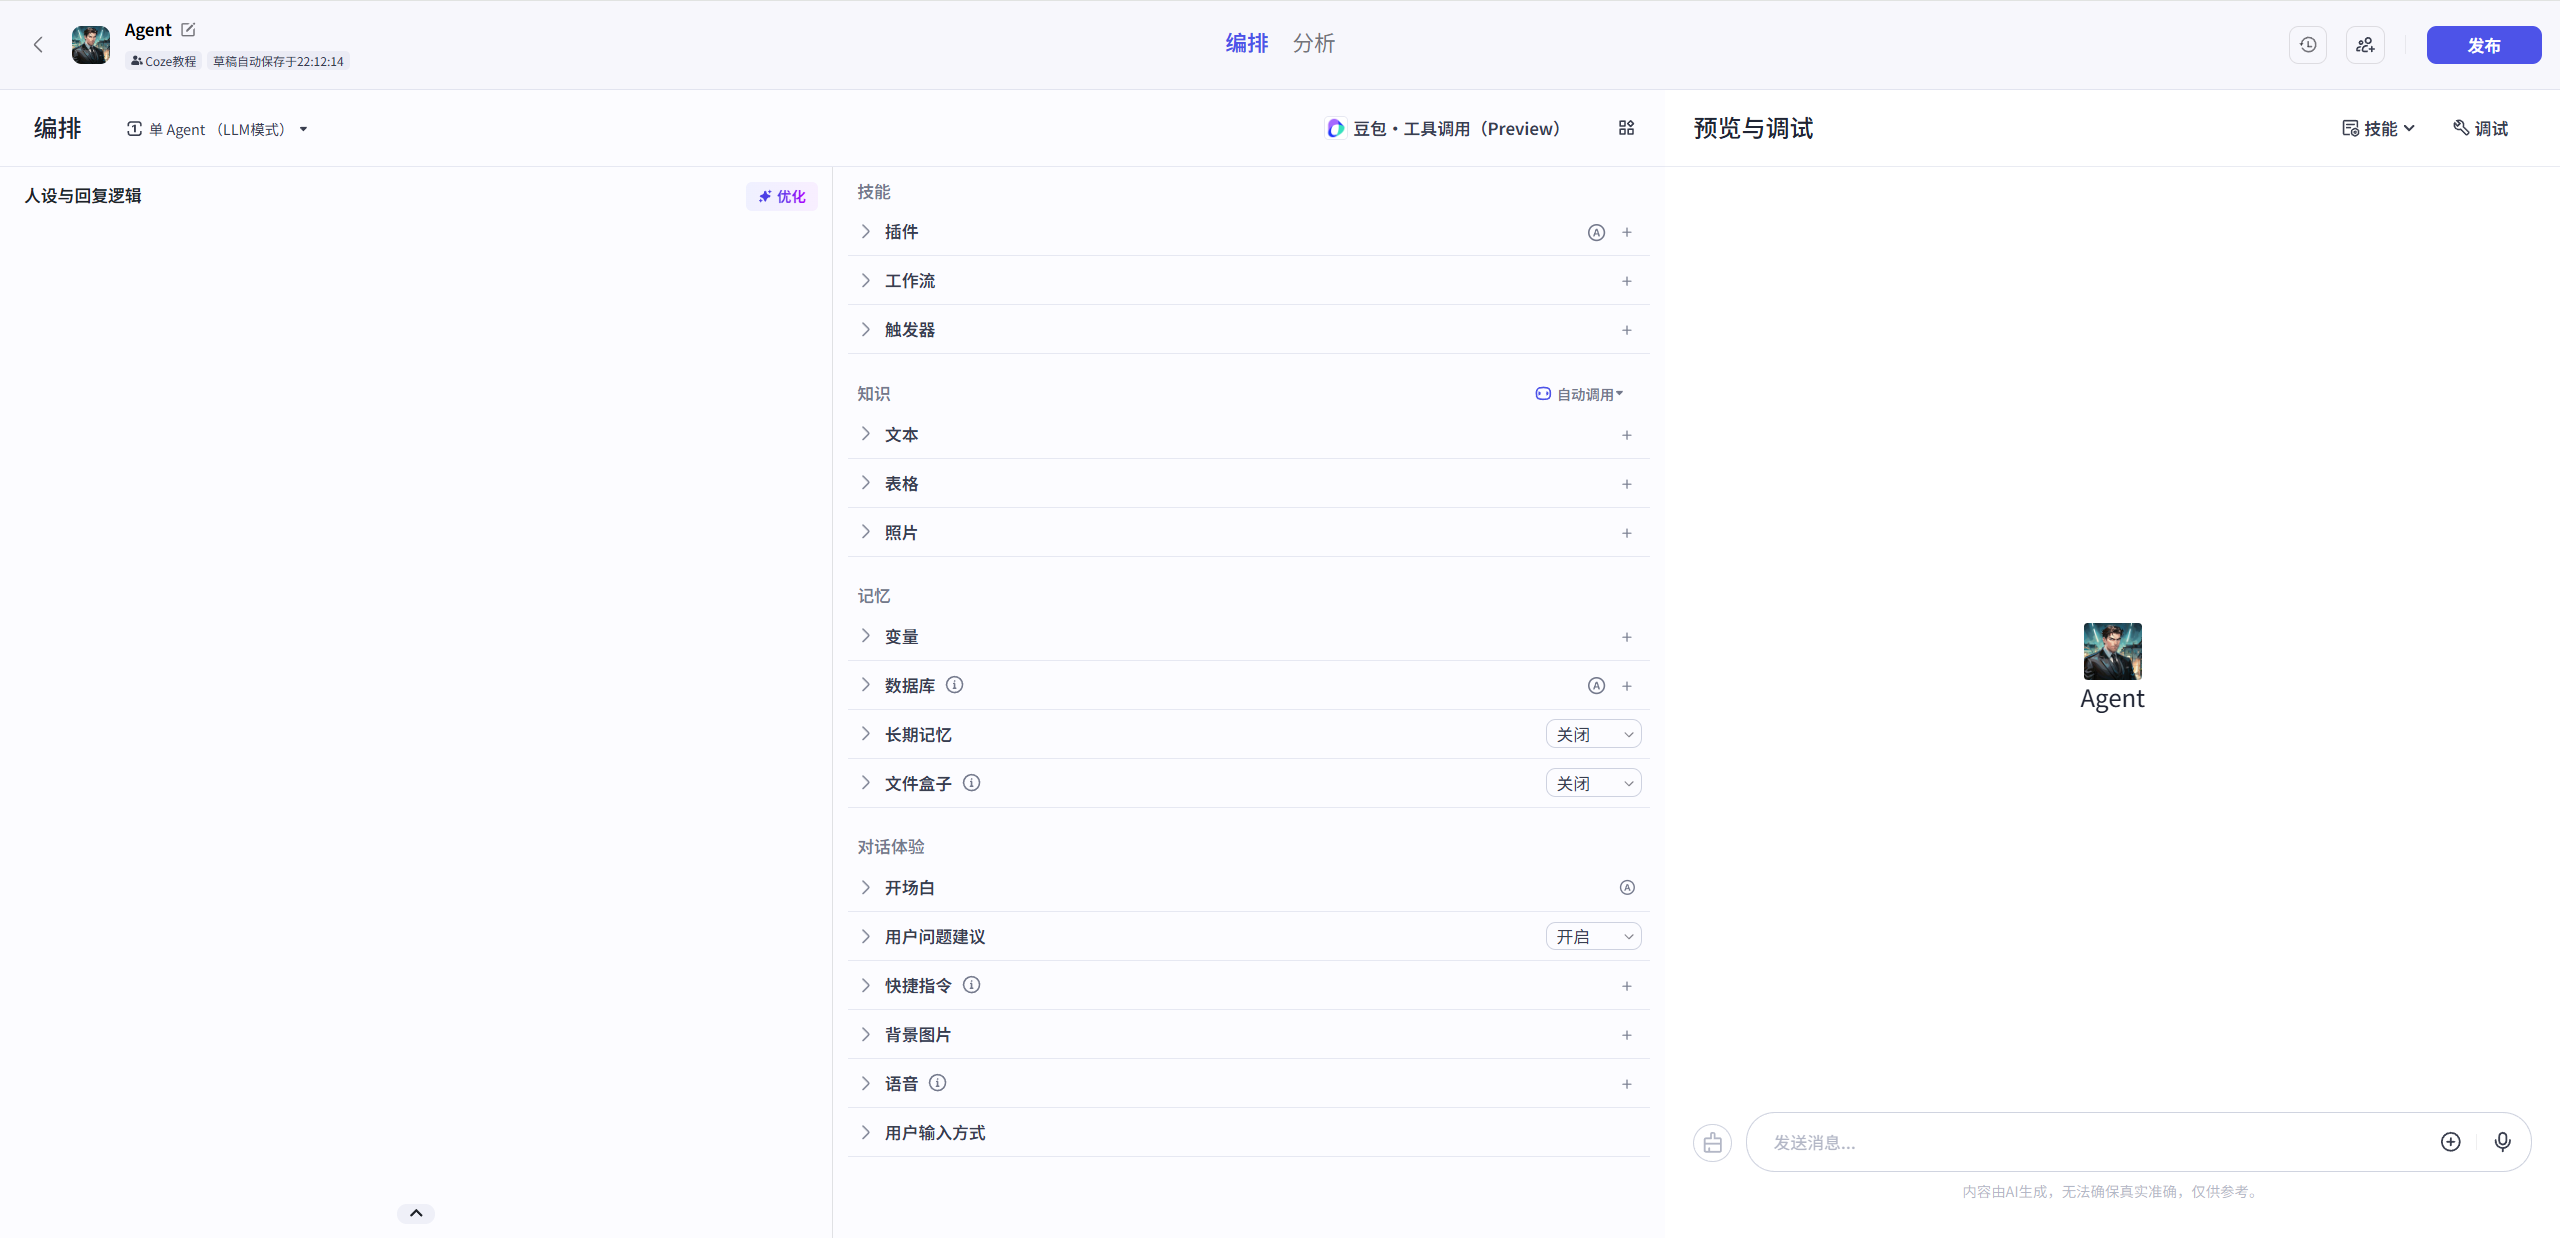 Agent
Coze教程 草稿自动保存于22:12:14
编排 分析
发布
编排 单 Agent （LLM模式）
豆包・工具调用（Preview）
预览与调试
技能
调试
人设与回复逻辑
优化
技能
插件
工作流
触发器
知识
自动调用
文本
表格
照片
记忆
变量
数据库
长期记忆 关闭
文件盒子 关闭
对话体验
开场白
用户问题建议 开启
快捷指令
背景图片
语音
用户输入方式
Agent
发送消息...
内容由AI生成，无法确保真实准确，仅供参考。